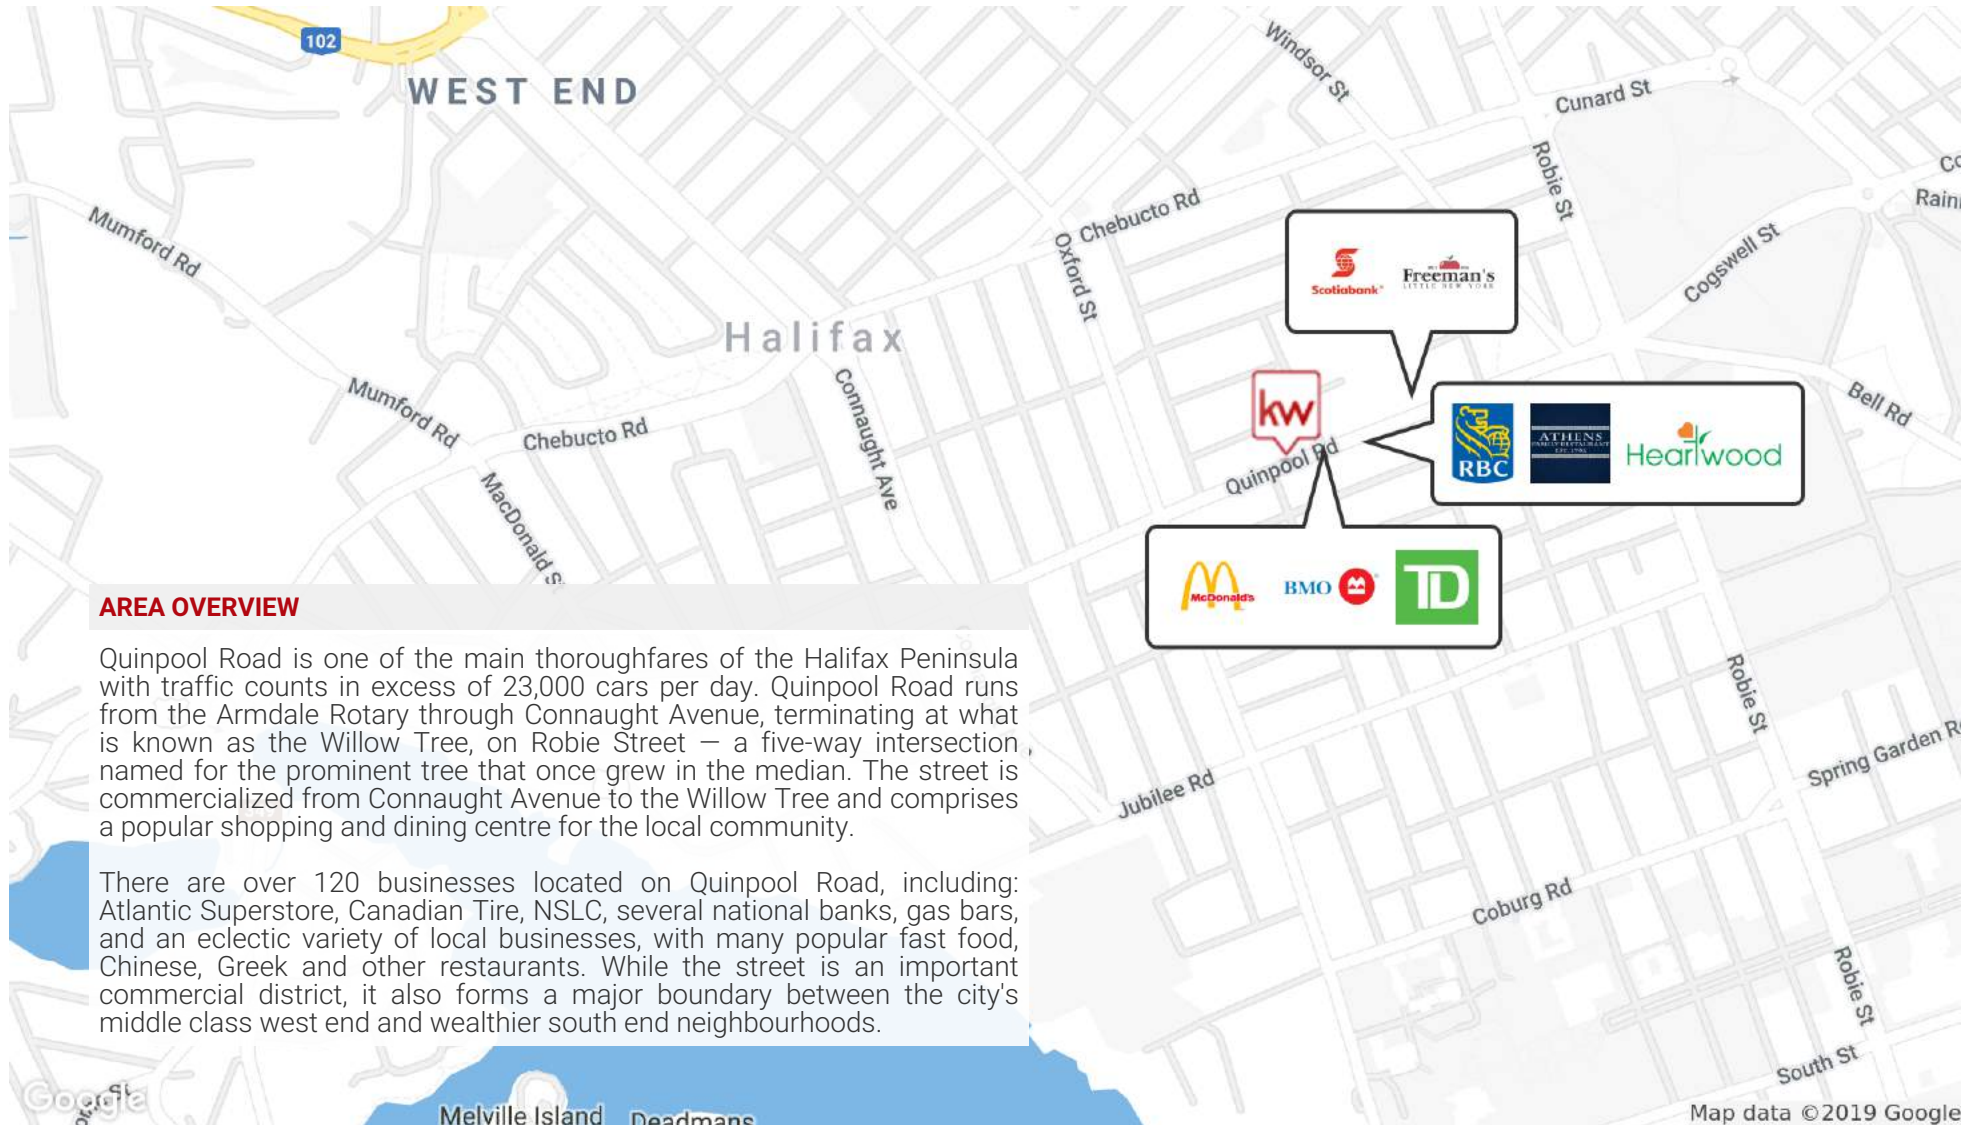 102
WEST END
Windsor St
Cunard St
Robie St
Mumford Rd
Chebucto Rd
Oxford St
Cogswell St
Scotiabank
Freeman's
LITTLE NEW YORK
Halifax
kw
Connaught Ave
Mumford Rd
Chebucto Rd
Bell Rd
RBC
ATHENS
FAMILY RESTAURANT
Heartwood
Quinpool Rd
MacDonald St
McDonald's
BMO
TD
AREA OVERVIEW
Quinpool Road is one of the main thoroughfares of the Halifax Peninsula
with traffic counts in excess of 23,000 cars per day. Quinpool Road runs
from the Armdale Rotary through Connaught Avenue, terminating at what
is known as the Willow Tree, on Robie Street — a five-way intersection
named for the prominent tree that once grew in the median. The street is
commercialized from Connaught Avenue to the Willow Tree and comprises
a popular shopping and dining centre for the local community.
There are over 120 businesses located on Quinpool Road, including:
Atlantic Superstore, Canadian Tire, NSLC, several national banks, gas bars,
and an eclectic variety of local businesses, with many popular fast food,
Chinese, Greek and other restaurants. While the street is an important
commercial district, it also forms a major boundary between the city's
middle class west end and wealthier south end neighbourhoods.
Robie St
Spring Garden R
Jubilee Rd
Coburg Rd
Robie St
South St
Google
Melville Island
Deadmans
Map data ©2019 Google